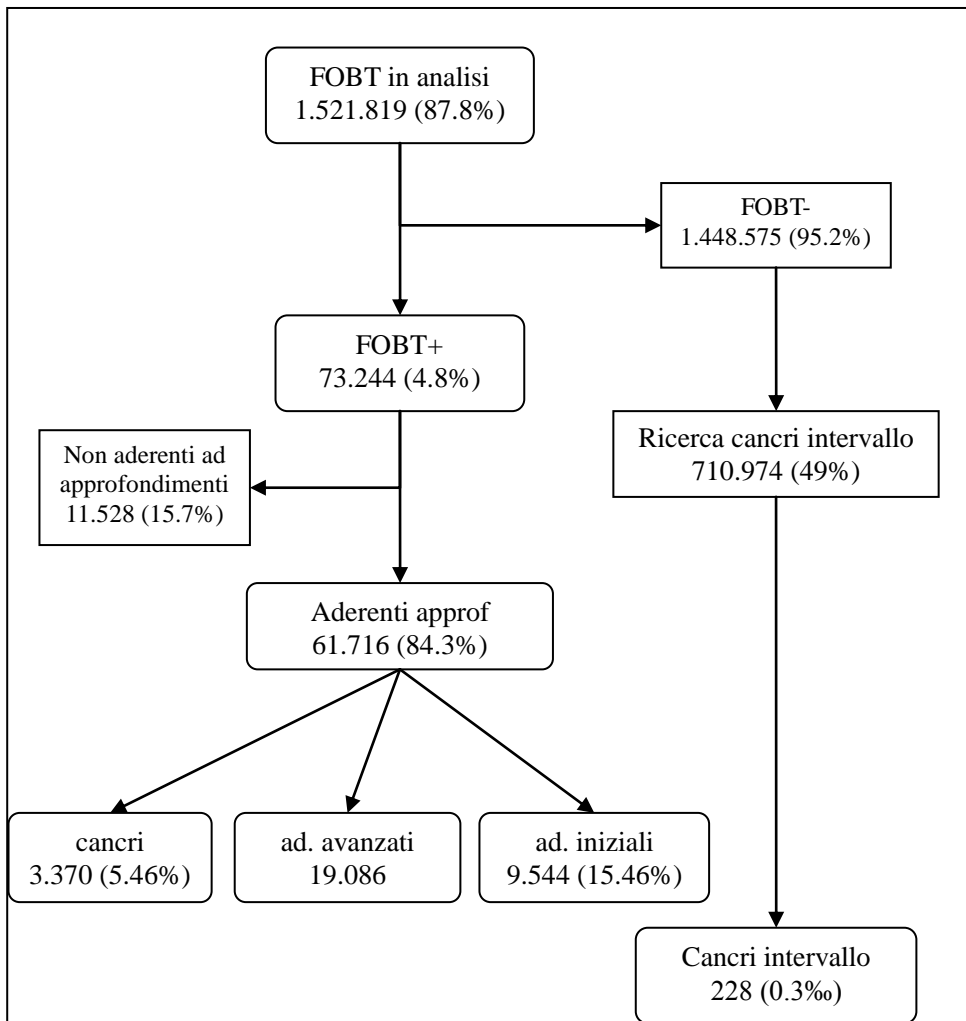 FOBT in analisi
1.521.819 (87.8%)
FOBT-
1.448.575 (95.2%)
FOBT+
73.244 (4.8%)
Ricerca cancri intervallo
710.974 (49%)
Non aderenti ad
approfondimenti
11.528 (15.7%)
Aderenti approf
61.716 (84.3%)
cancri
3.370 (5.46%)
ad. avanzati
19.086
ad. iniziali
9.544 (15.46%)
Cancri intervallo
228 (0.3‰)